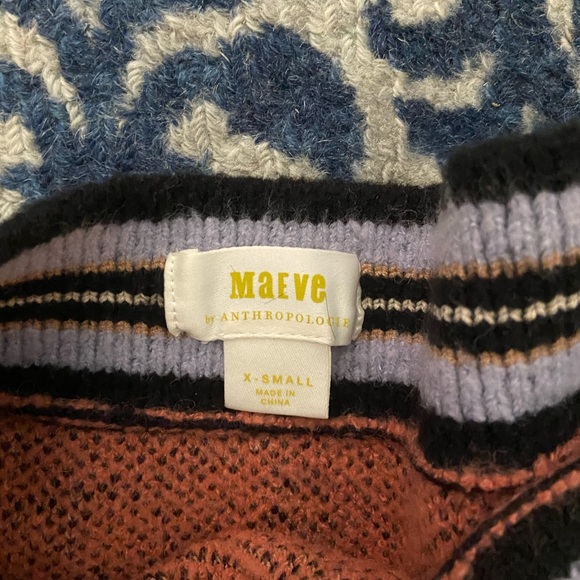 MaEve
by ANTHROPOLOGIE
X-SMALL
MADE IN
CHINA